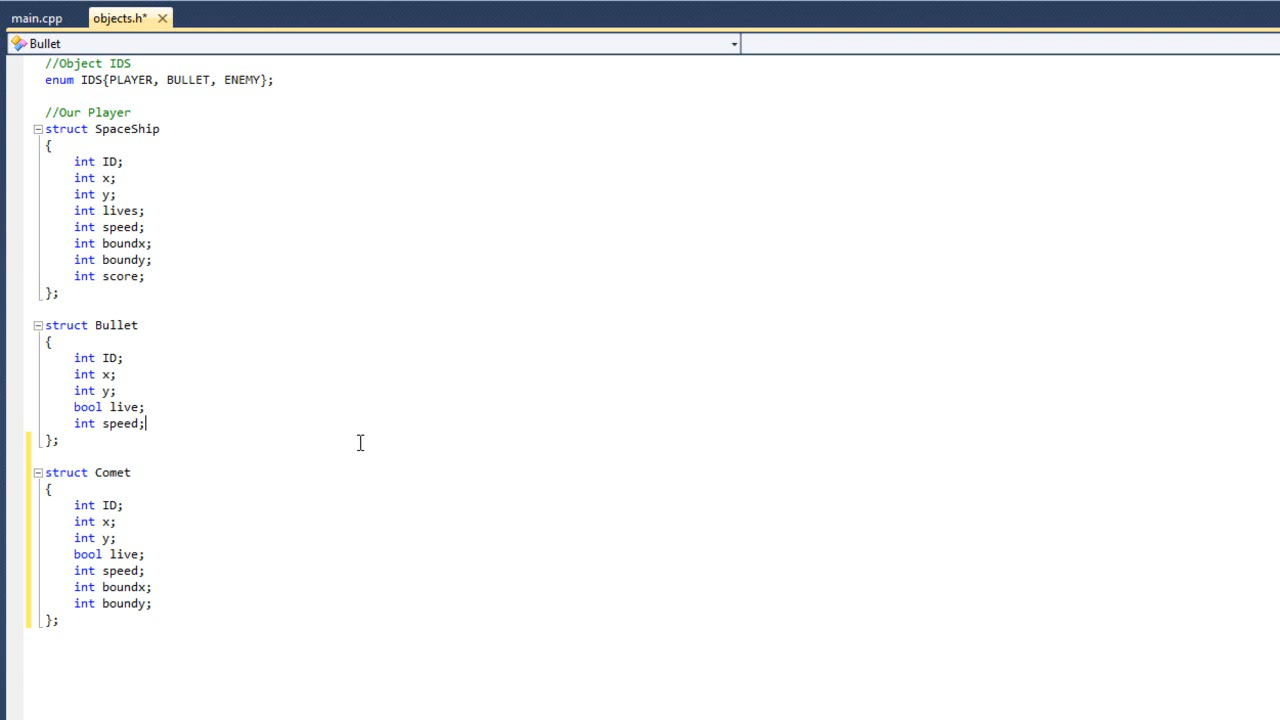 main.cpp
objects.h*
Bullet
//Object IDS
enum IDS{PLAYER, BULLET, ENEMY};
//Our Player
struct SpaceShip
{
int ID;
int x;
int y;
int lives;
int speed;
int boundx;
int boundy;
int score;
};
struct Bullet
{
int ID;
int x;
int y;
bool live;
int speed;
};
struct Comet
{
int ID;
int x;
int y;
bool live;
int speed;
int boundx;
int boundy;
};